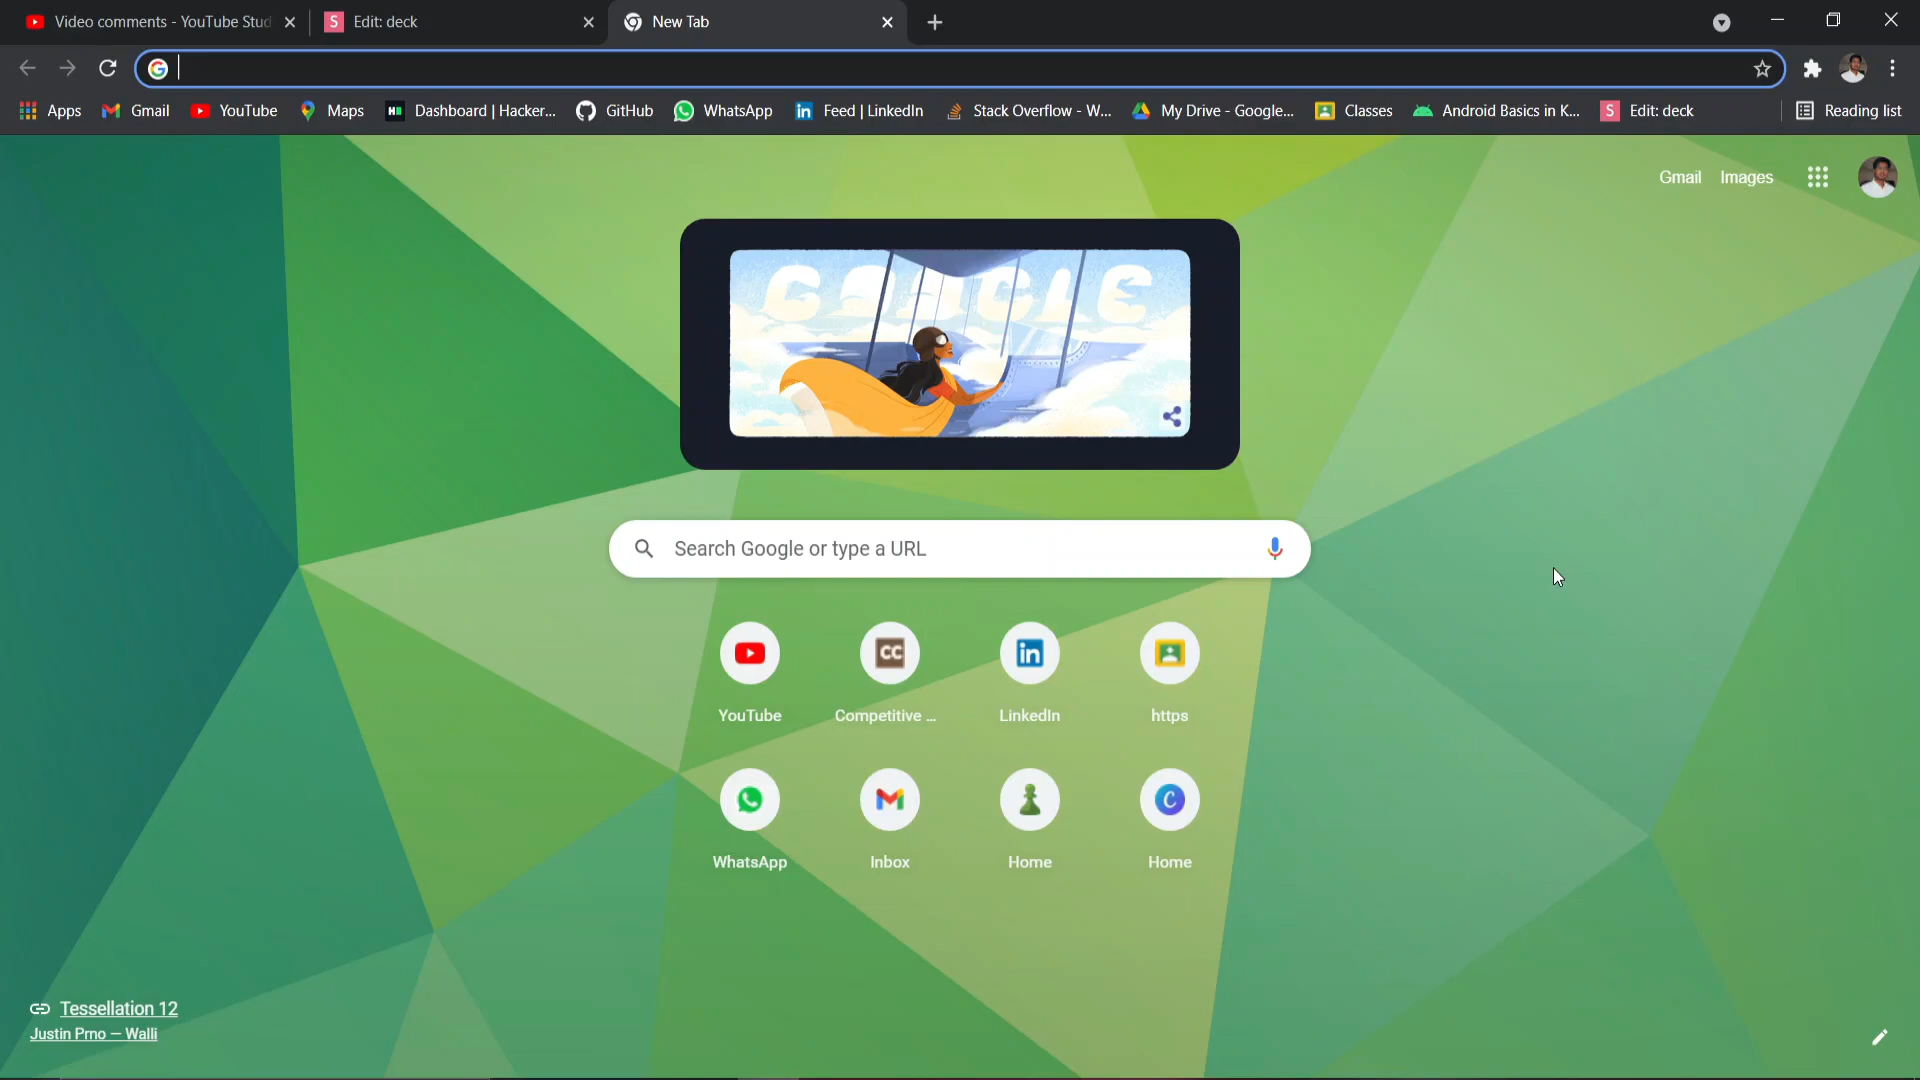 Video comments - YouTube Stud
Edit: deck
New Tab
Apps
Gmail
YouTube
Maps
Dashboard | Hacker...
GitHub
WhatsApp
Feed | LinkedIn
Stack Overflow - W...
My Drive - Google...
Classes
Android Basics in K...
S Edit: deck
Reading list
Gmail Images
GOOGLE
Search Google or type a URL
YouTube
Competitive ...
LinkedIn
https
WhatsApp
Inbox
Home
Home
Tessellation 12
Justin Prno — Walli